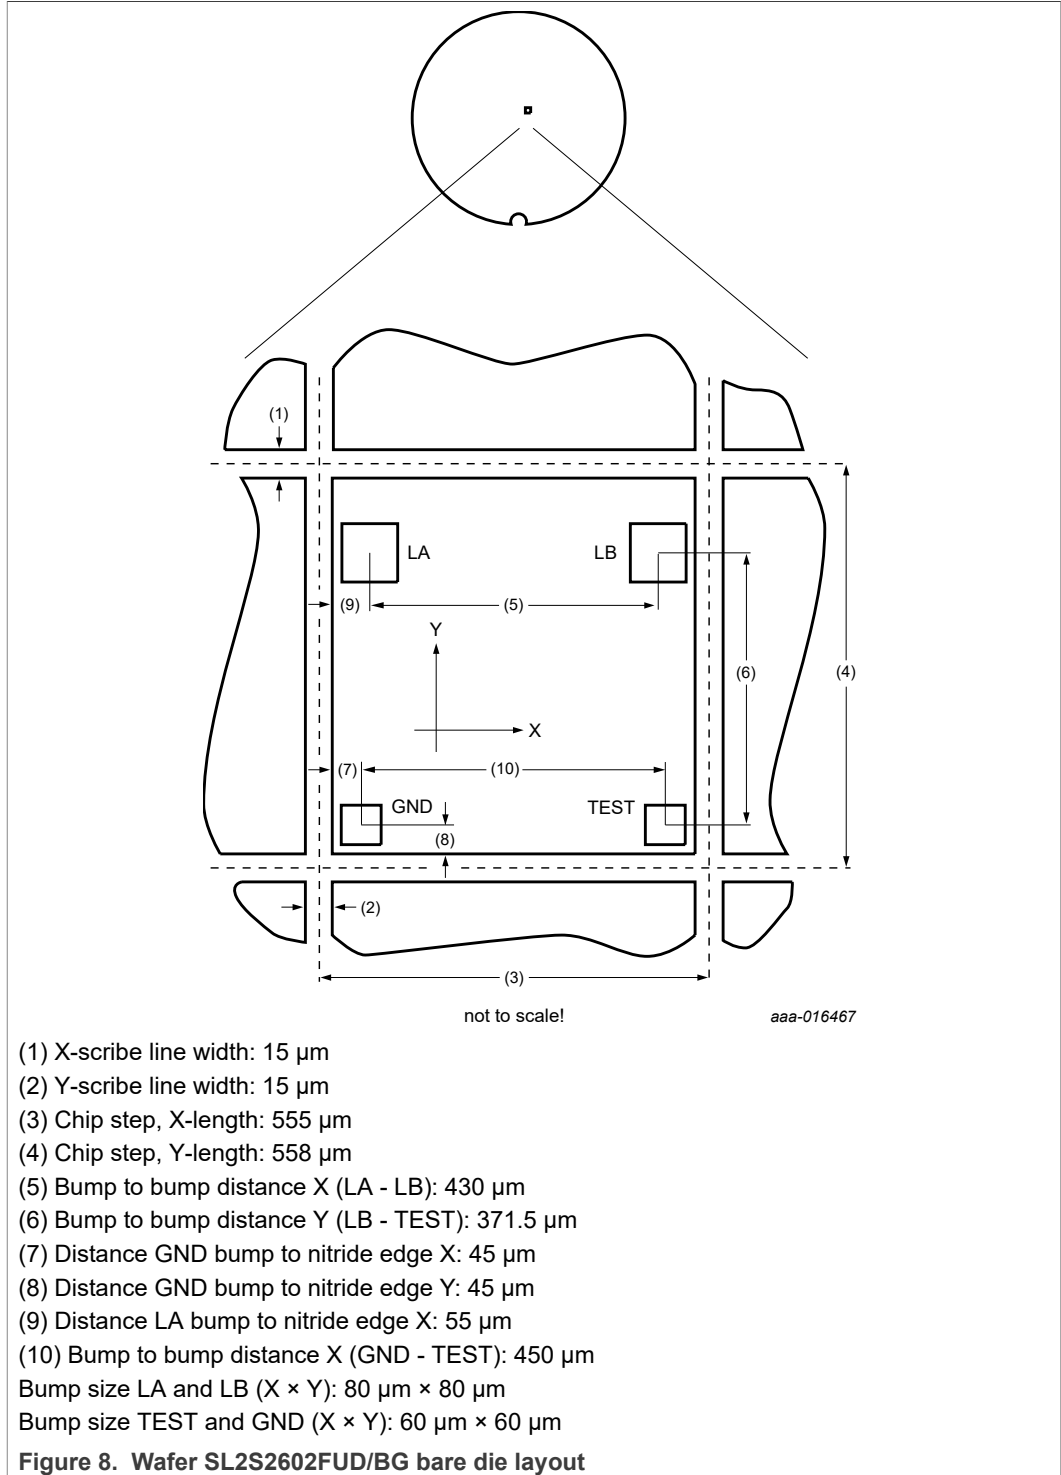 (1)
LA
LB
(9)
(5)
Y
(6)
(4)
X
(7)
(10)
GND
TEST
(8)
(2)
(3)
not to scale!
aaa-016467
(1) X-scribe line width: 15 μm
(2) Y-scribe line width: 15 μm
(3) Chip step, X-length: 555 μm
(4) Chip step, Y-length: 558 μm
(5) Bump to bump distance X (LA - LB): 430 μm
(6) Bump to bump distance Y (LB - TEST): 371.5 μm
(7) Distance GND bump to nitride edge X: 45 μm
(8) Distance GND bump to nitride edge Y: 45 μm
(9) Distance LA bump to nitride edge X: 55 μm
(10) Bump to bump distance X (GND - TEST): 450 μm
Bump size LA and LB (X × Y): 80 μm × 80 μm
Bump size TEST and GND (X × Y): 60 μm × 60 μm
Figure 8. Wafer SL2S2602FUD/BG bare die layout